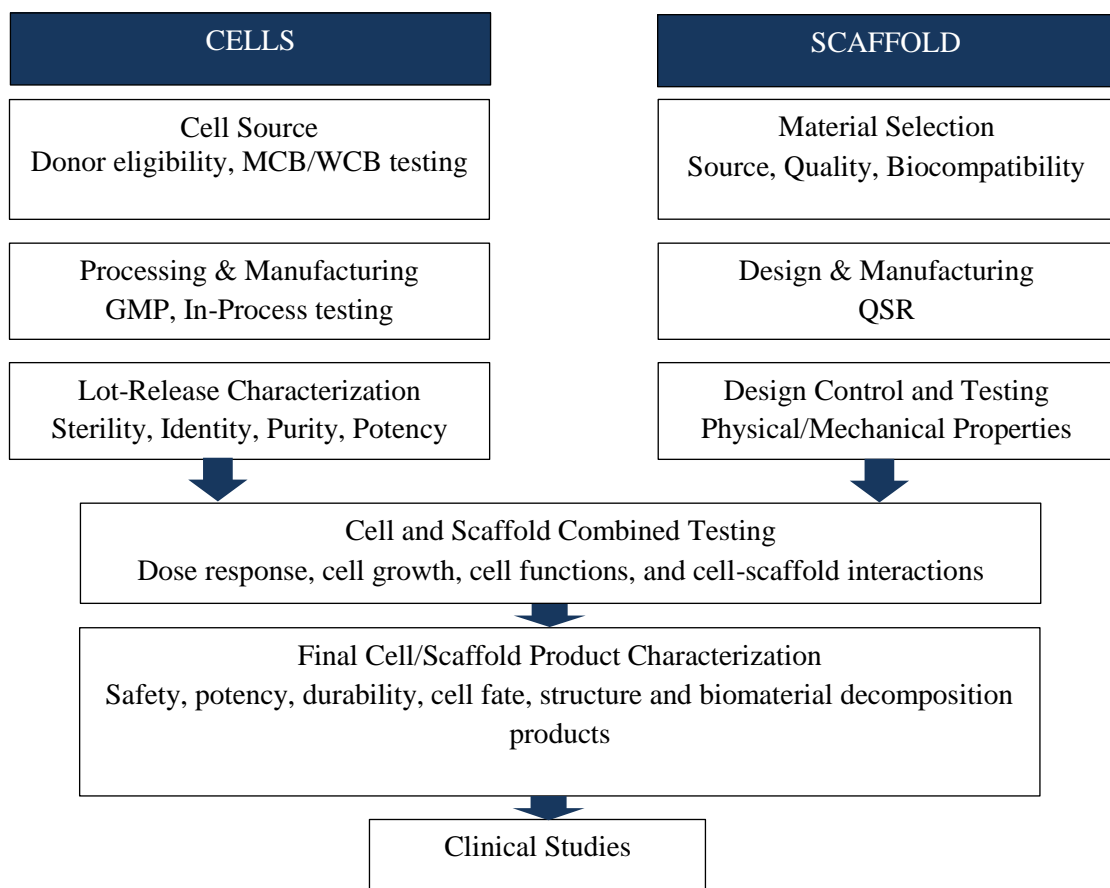 CELLS
Cell Source
Donor eligibility, MCB/WCB testing
Processing & Manufacturing
GMP, In-Process testing
Lot-Release Characterization
Sterility, Identity, Purity, Potency
SCAFFOLD
Material Selection
Source, Quality, Biocompatibility
Design & Manufacturing
QSR
Design Control and Testing
Physical/Mechanical Properties
Cell and Scaffold Combined Testing
Dose response, cell growth, cell functions, and cell-scaffold interactions
Final Cell/Scaffold Product Characterization
Safety, potency, durability, cell fate, structure and biomaterial decomposition
products
Clinical Studies